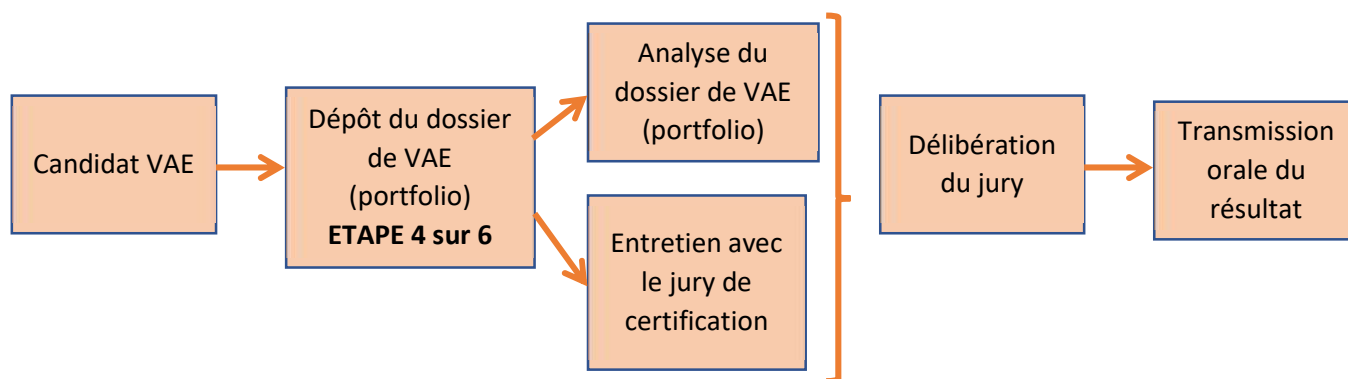 Candidat VAE
Dépôt du dossier
de VAE
(portfolio)
ETAPE 4 sur 6
Analyse du
dossier de VAE
(portfolio)
Entretien avec
le jury de
certification
Délibération
du jury
Transmission
orale du
résultat